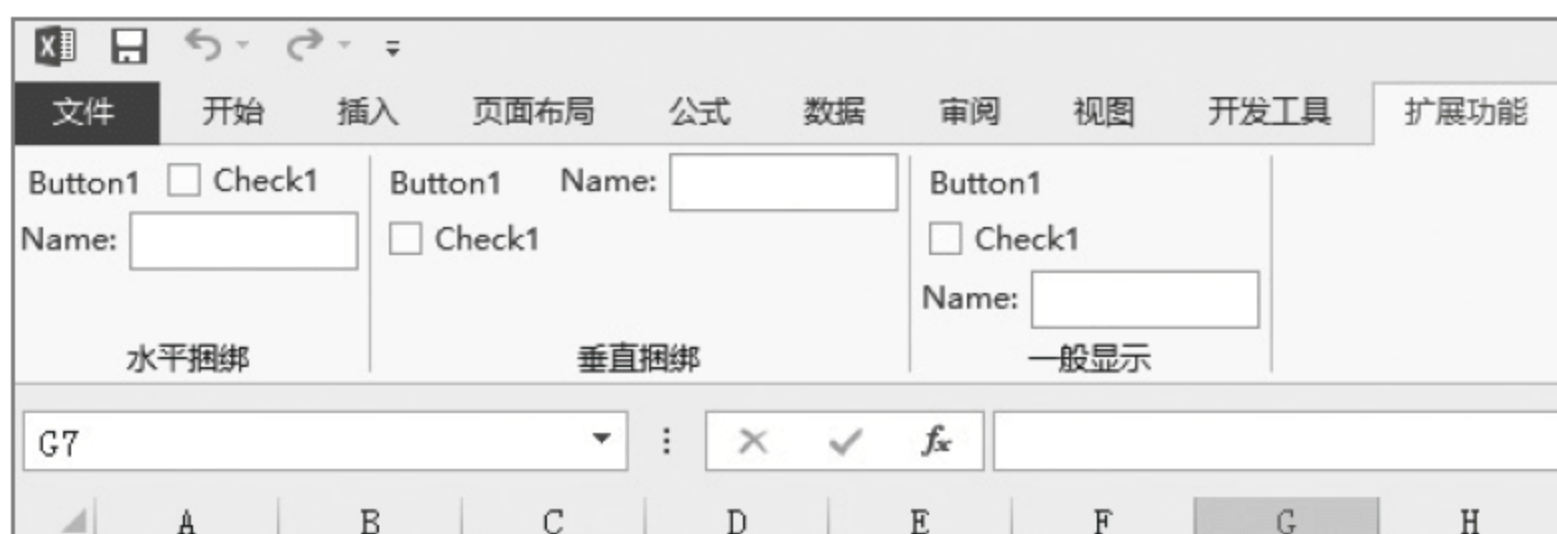 文件 开始 插入 页面布局 公式 数据 审阅 视图 开发工具 扩展功能
Button1 Check1 Button1 Name: Button1
Name: Check1 Check1
Name:
水平捆绑 垂直捆绑 一般显示
G7 fx
A B C D E F G H